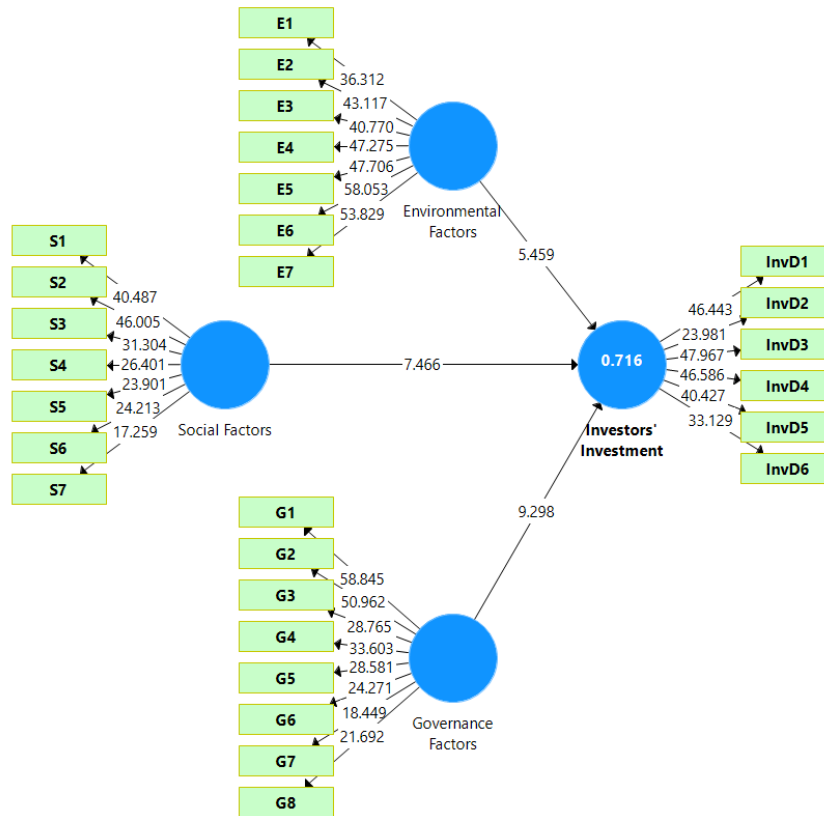 E1
E2
E3
E4
E5
E6
E7
36.312
43.117
40.770
47.275
47.706
58.053
53.829
Environmental
Factors
5.459
S1
S2
S3
S4
S5
S6
S7
40.487
46.005
31.304
26.401
23.901
24.213
17.259
Social Factors
7.466
0.716
Investors'
Investment
InvD1
InvD2
InvD3
InvD4
InvD5
InvD6
46.443
23.981
47.967
46.586
40.427
33.129
G1
G2
G3
G4
G5
G6
G7
G8
58.845
50.962
28.765
33.603
28.581
24.271
18.449
21.692
Governance
Factors
9.298